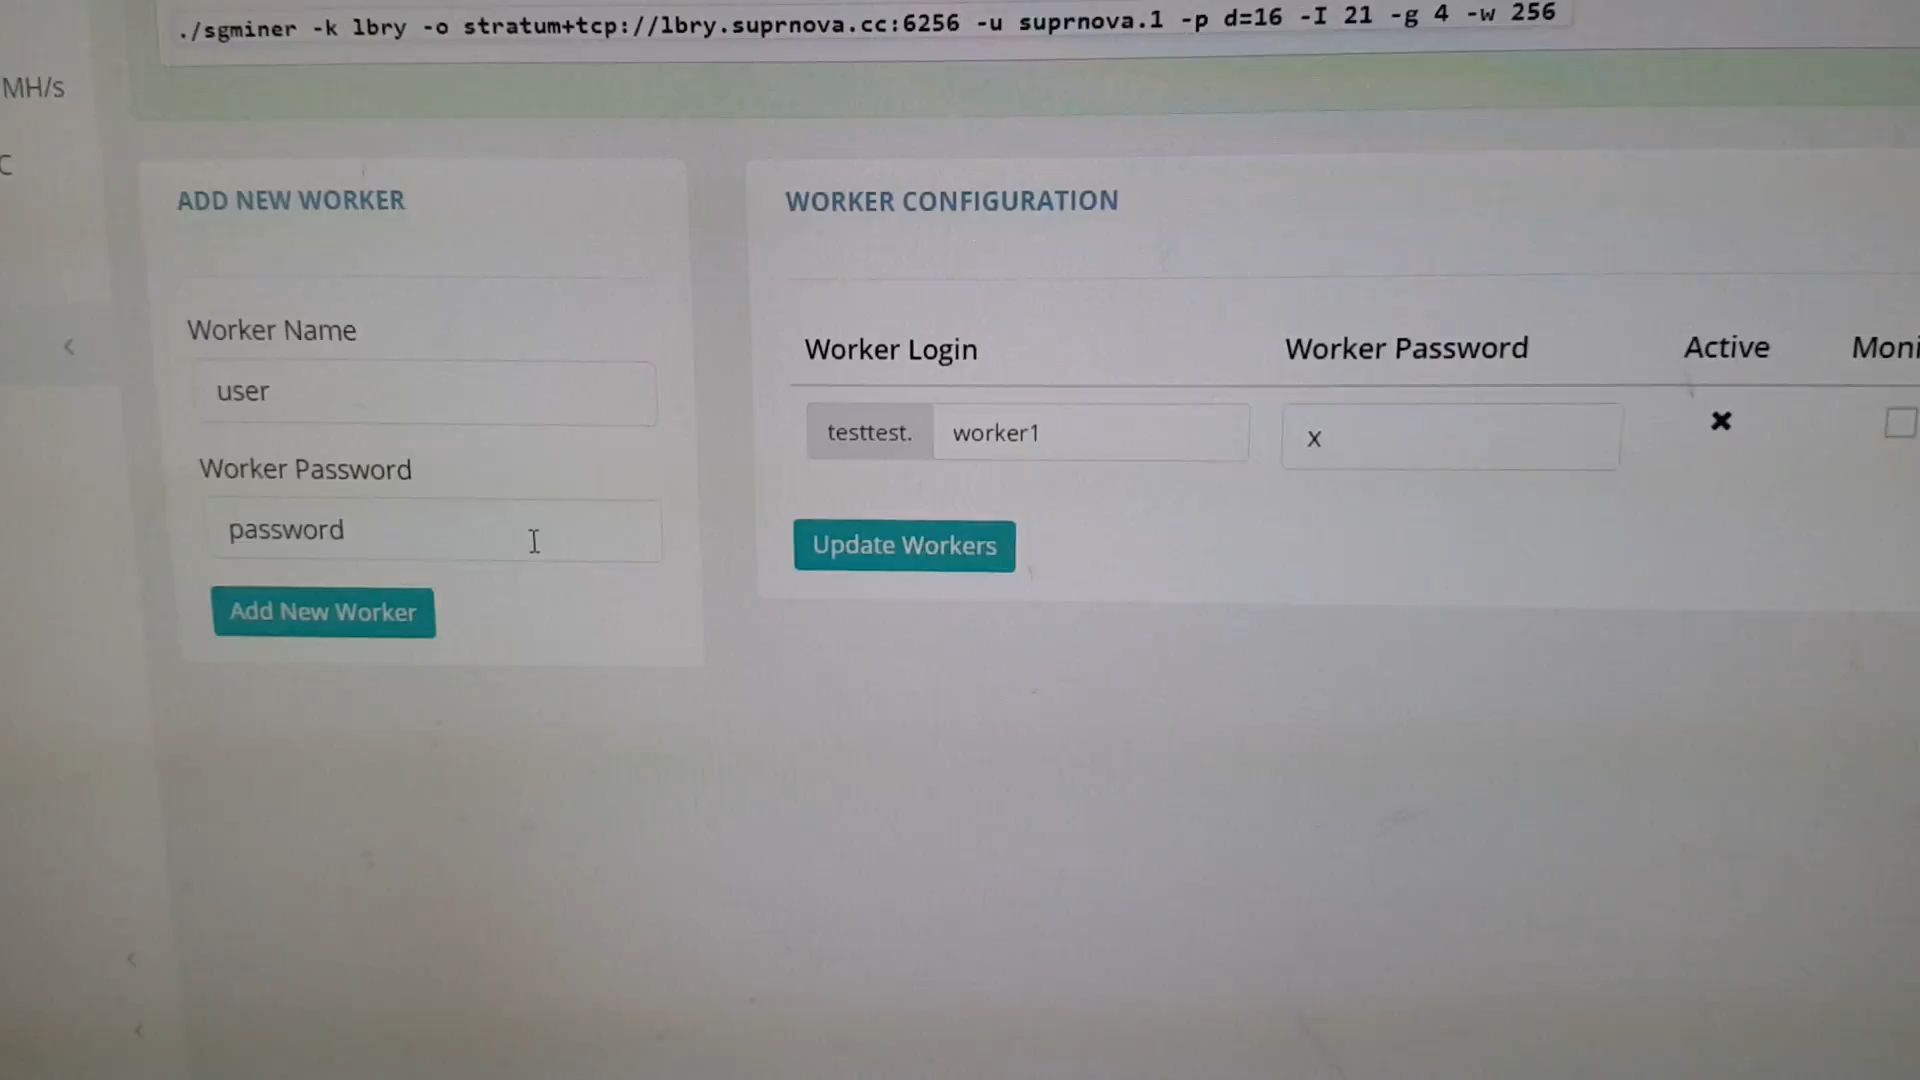 ./sgminer -k lbry -o stratum+tcp://lbry.suprnova.cc:6256 -u suprnova.1 -p d=16 -I 21 -g 4 -w 256
MH/s
C
ADD NEW WORKER
Worker Name
user
Worker Password
password
Add New Worker
WORKER CONFIGURATION
Worker Login Worker Password Active Moni
testtest. worker1 x
Update Workers